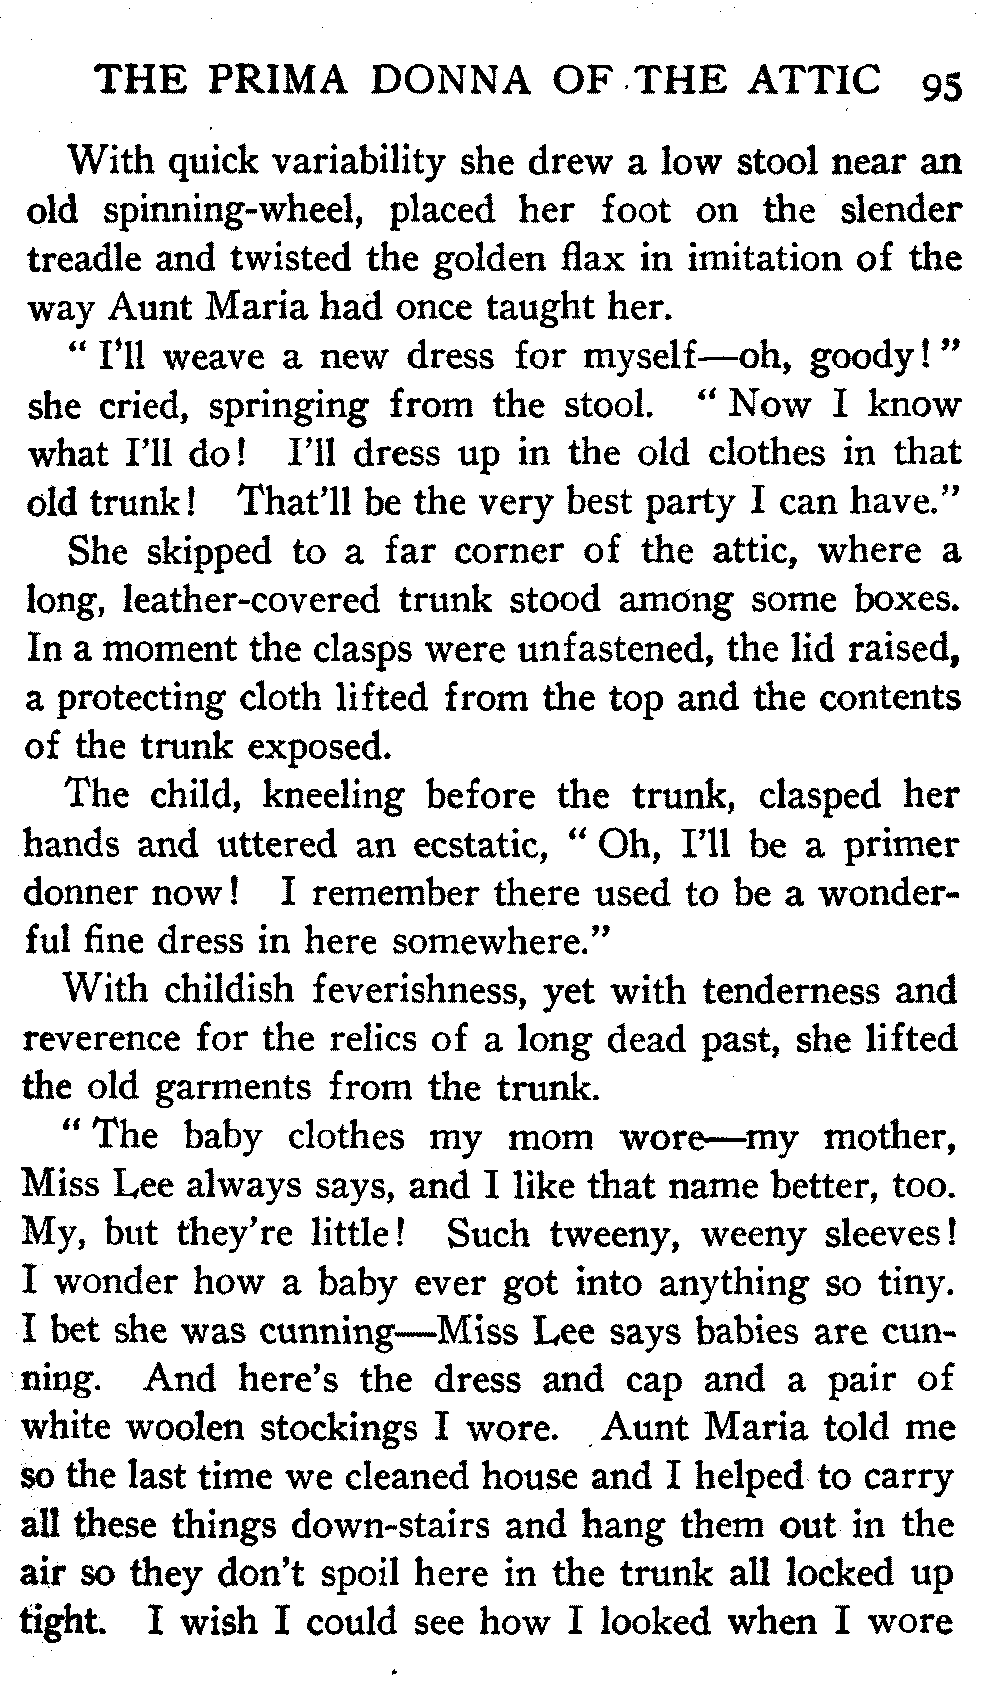 THE PRIMA DONNA OF THE ATTIC 95
With quick variability she drew a low stool near an
old spinning-wheel, placed her foot on the slender
treadle and twisted the golden flax in imitation of the
way Aunt Maria had once taught her.
“ I'll weave a new dress for myself—oh, goody! ”
she cried, springing from the stool. “ Now I know
what I'll do! I'll dress up in the old clothes in that
old trunk! That'll be the very best party I can have.”
She skipped to a far corner of the attic, where a
long, leather-covered trunk stood among some boxes.
In a moment the clasps were unfastened, the lid raised,
a protecting cloth lifted from the top and the contents
of the trunk exposed.
The child, kneeling before the trunk, clasped her
hands and uttered an ecstatic, “ Oh, I'll be a primer
donner now! I remember there used to be a wonder-
ful fine dress in here somewhere.”
With childish feverishness, yet with tenderness and
reverence for the relics of a long dead past, she lifted
the old garments from the trunk.
“ The baby clothes my mom wore—my mother,
Miss Lee always says, and I like that name better, too.
My, but they're little! Such tweeny, weeny sleeves!
I wonder how a baby ever got into anything so tiny.
I bet she was cunning—Miss Lee says babies are cun-
ning. And here's the dress and cap and a pair of
white woolen stockings I wore. Aunt Maria told me
so the last time we cleaned house and I helped to carry
all these things down-stairs and hang them out in the
air so they don't spoil here in the trunk all locked up
tight. I wish I could see how I looked when I wore